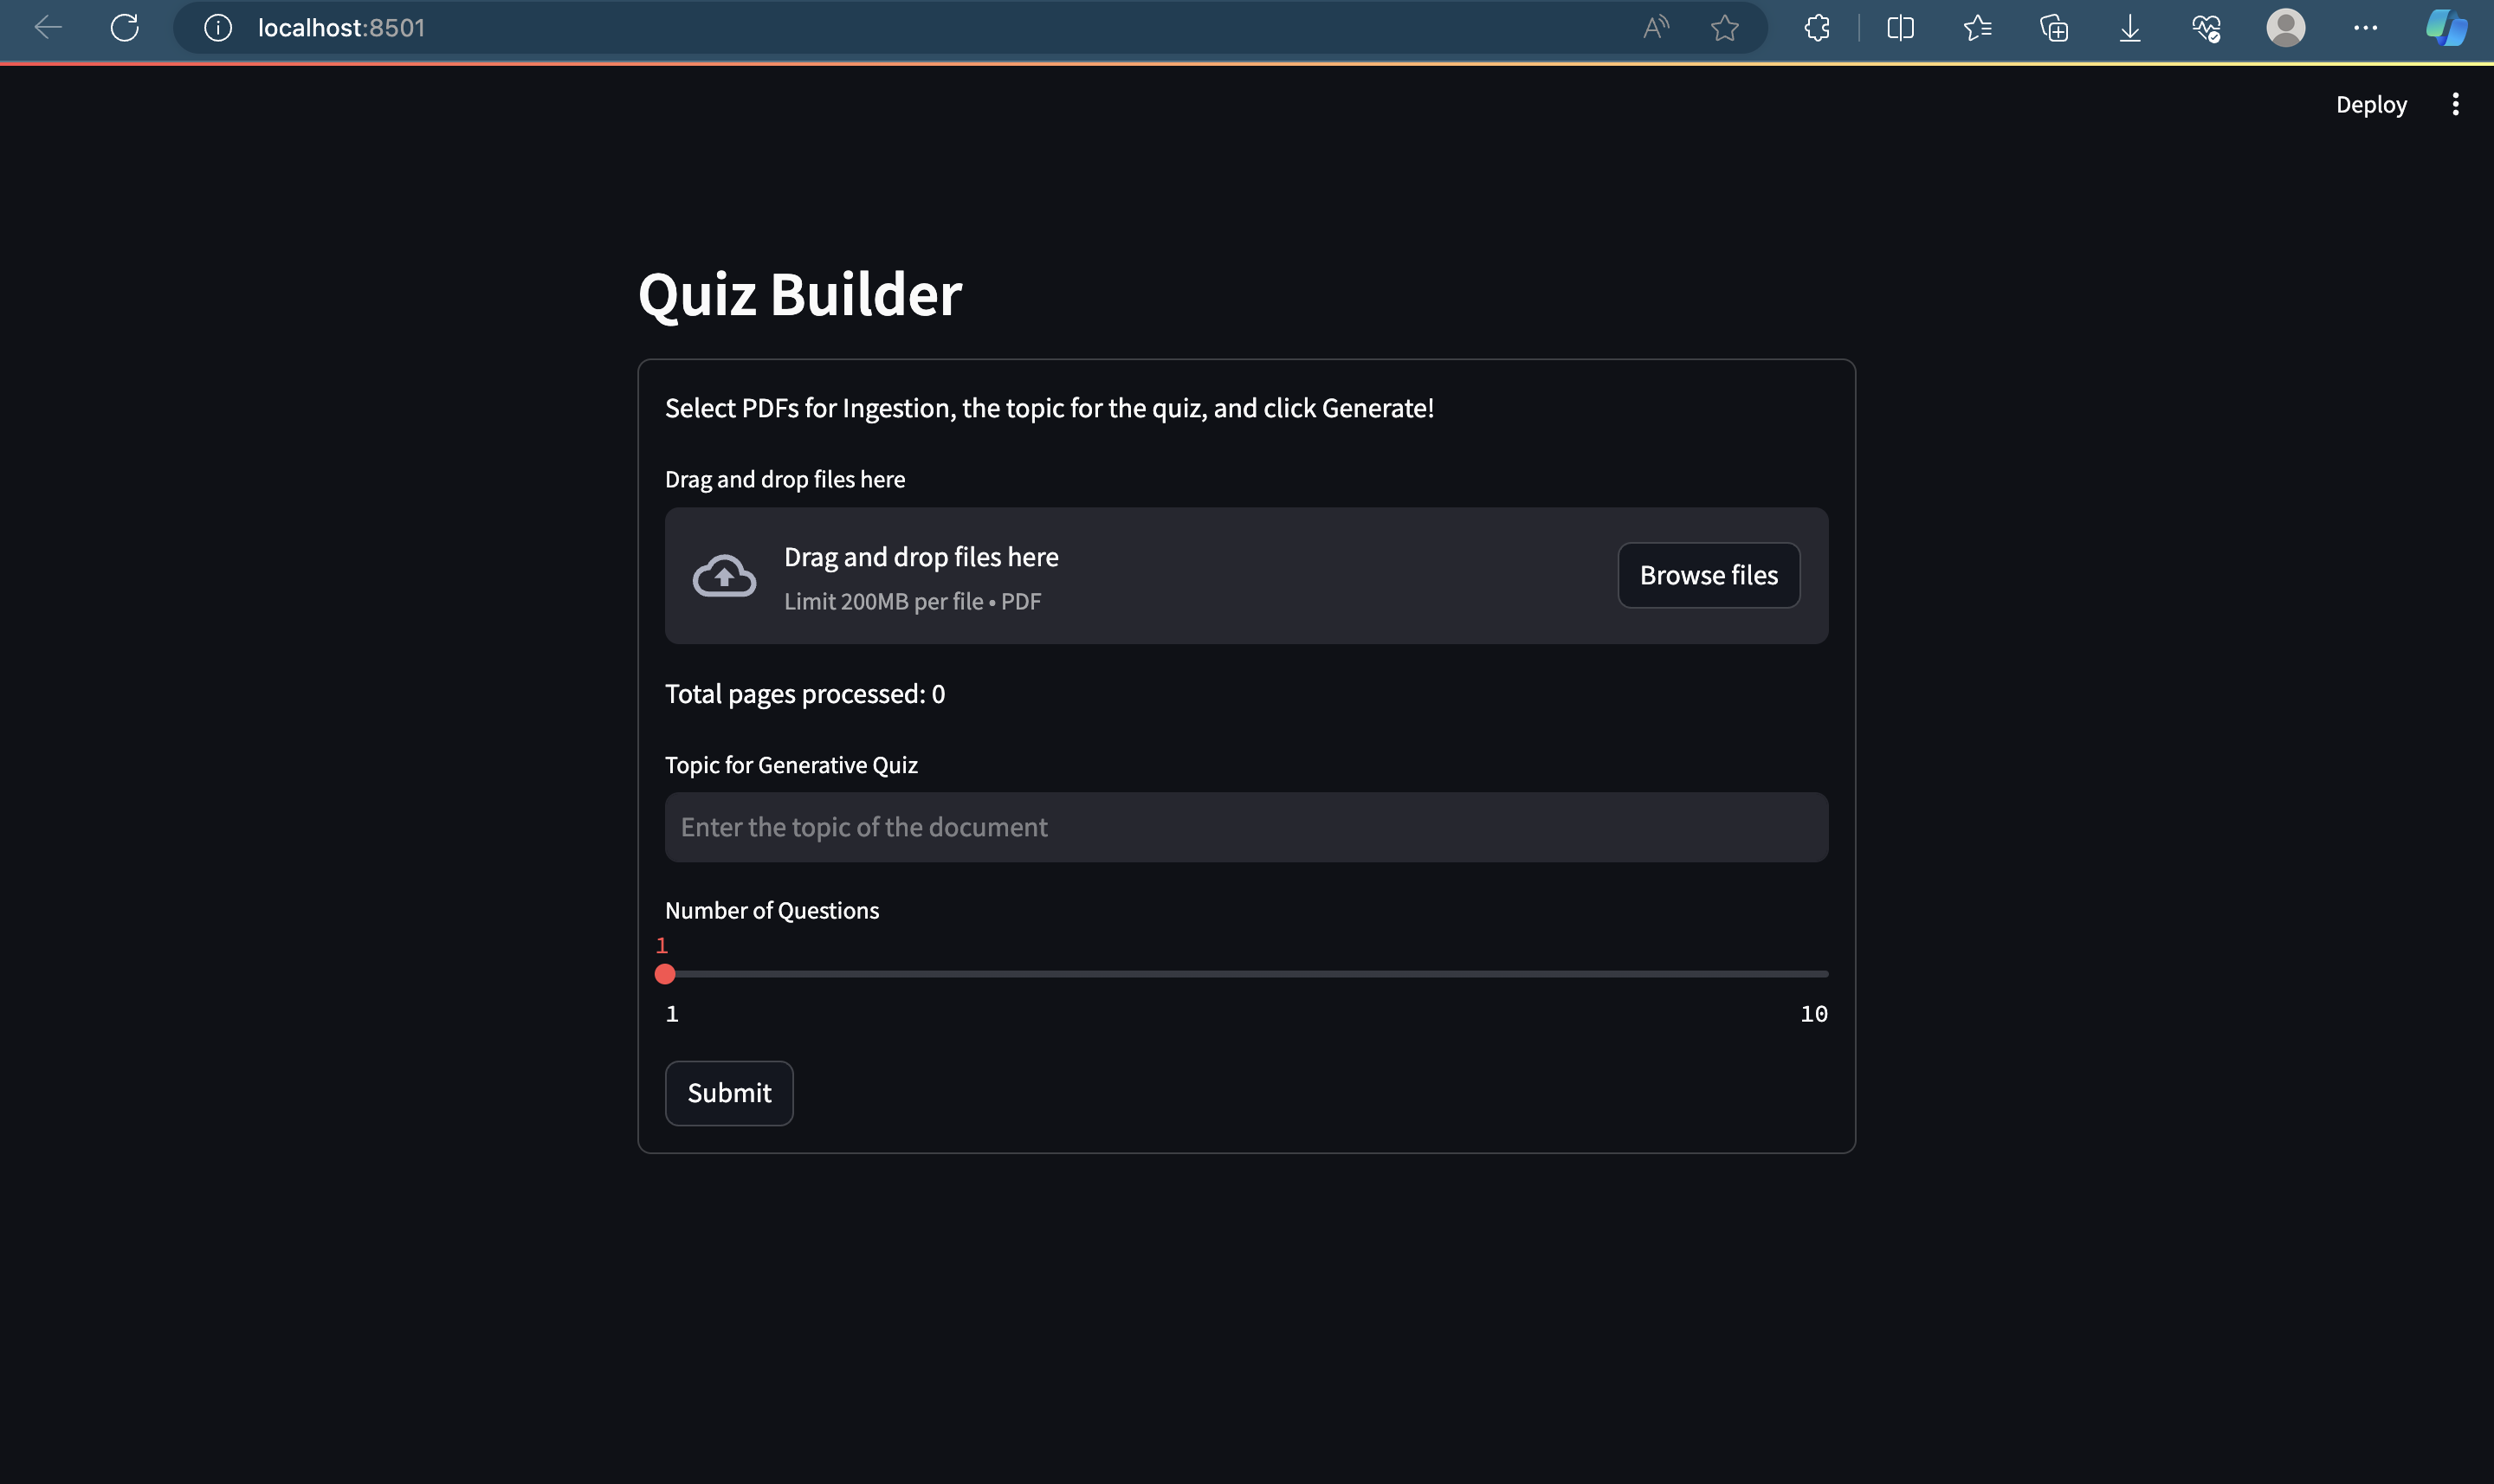 localhost:8501
Deploy
Quiz Builder
Select PDFs for Ingestion, the topic for the quiz, and click Generate!
Drag and drop files here
Drag and drop files here
Limit 200MB per file • PDF
Browse files
Total pages processed: 0
Topic for Generative Quiz
Enter the topic of the document
Number of Questions
1
1
10
Submit